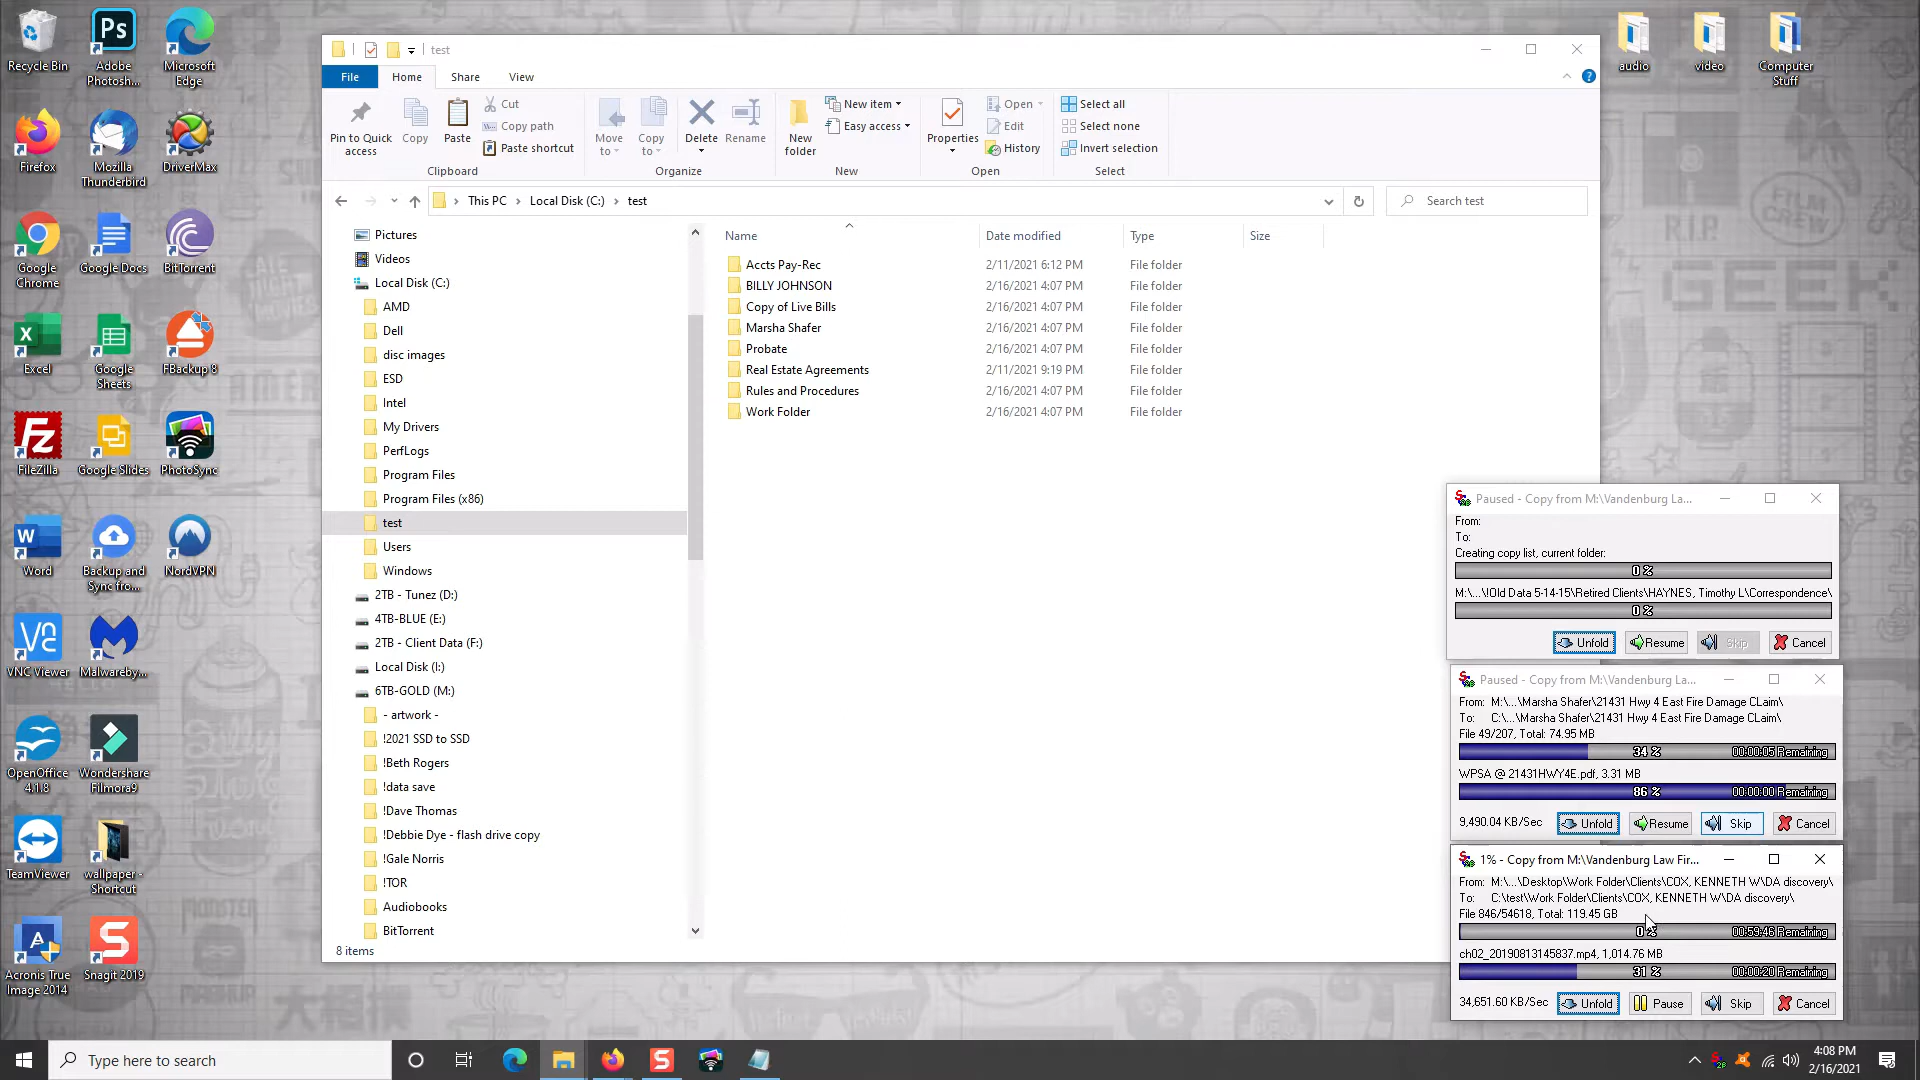 Recycle Bin
Adobe
Photosh...
Microsoft
Edge
Firefox
Mozilla
Thunderbird
DriverMax
Google
Chrome
Google Docs
BitTorrent
Excel
Google
Sheets
FBackup 8
FileZilla
Google Slides
PhotoSync
Word
Backup and
Sync fro...
NordVPN
VNC Viewer
Malwareby...
OpenOffice
4.1.8
Wondershare
Filmora9
TeamViewer
wallpaper -
Shortcut
Acronis True
Image 2014
Snagit 2019
audio
video
Computer
Stuff
test
File
Home
Share
View
Pin to Quick
access
Copy
Paste
Cut
Copy path
Paste shortcut
Clipboard
Move
to
Copy
to
Delete
Rename
Organize
New
folder
New item
Easy access
New
Properties
Open
Edit
History
Open
Select all
Select none
Invert selection
Select
This PC > Local Disk (C:) > test
Search test
Pictures
Videos
Local Disk (C:)
AMD
Dell
disc images
ESD
Intel
My Drivers
PerfLogs
Program Files
Program Files (x86)
test
Users
Windows
2TB - Tunez (D:)
4TB-BLUE (E:)
2TB - Client Data (F:)
Local Disk (I:)
6TB-GOLD (M:)
- artwork -
!2021 SSD to SSD
!Beth Rogers
!data save
!Dave Thomas
!Debbie Dye - flash drive copy
!Gale Norris
!TOR
Audiobooks
BitTorrent
8 items
Name Date modified Type Size
Accts Pay-Rec 2/11/2021 6:12 PM File folder
BILLY JOHNSON 2/16/2021 4:07 PM File folder
Copy of Live Bills 2/16/2021 4:07 PM File folder
Marsha Shafer 2/16/2021 4:07 PM File folder
Probate 2/16/2021 4:07 PM File folder
Real Estate Agreements 2/11/2021 9:19 PM File folder
Rules and Procedures 2/16/2021 4:07 PM File folder
Work Folder 2/16/2021 4:07 PM File folder
Paused - Copy from M:\Vandenburg La...
From:
To:
Creating copy list, current folder:
0 %
M:\...\!Old Data 5-14-15\Retired Clients\HAYNES, Timothy L\Correspondence\
0 %
Unfold Resume Skip Cancel
Paused - Copy from M:\Vandenburg La...
From: M:\...\Marsha Shafer\21431 Hwy 4 East Fire Damage CLaim\
To: C:\...\Marsha Shafer\21431 Hwy 4 East Fire Damage CLaim\
File 49/207, Total: 74.95 MB
34 % 00:00:05 Remaining
WPSA @ 21431HWY4E.pdf, 3.31 MB
86 % 00:00:00 Remaining
9,490.04 KB/Sec Unfold Resume Skip Cancel
1% - Copy from M:\Vandenburg Law Fir...
From: M:\...\Desktop\Work Folder\Clients\COX, KENNETH W\DA discovery\
To: C:\test\Work Folder\Clients\COX, KENNETH W\DA discovery\
File 846/54618, Total: 119.45 GB
0 % 00:59:46 Remaining
ch02_20190813145837.mp4, 1,014.76 MB
31 % 00:00:20 Remaining
34,651.60 KB/Sec Unfold Pause Skip Cancel
Type here to search
4:08 PM
2/16/2021